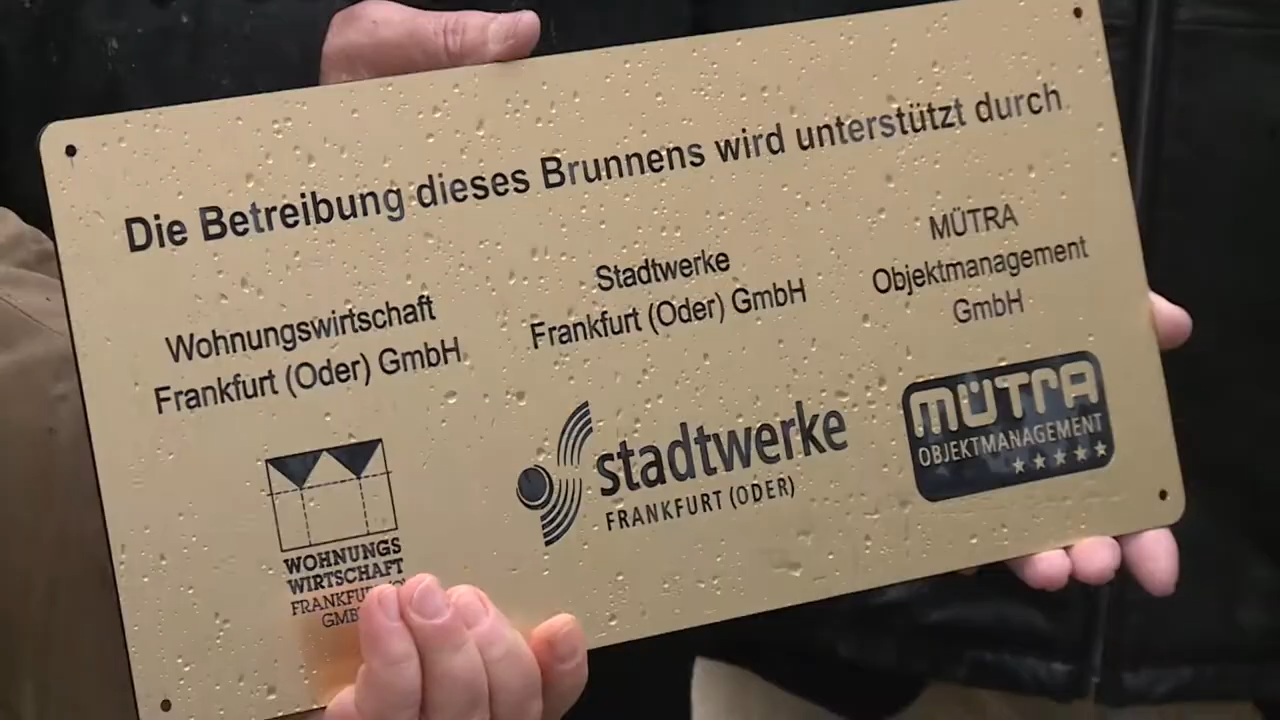 Die Betreibung dieses Brunnens wird unterstützt durch
Wohnungswirtschaft
Frankfurt (Oder) GmbH
Stadtwerke
Frankfurt (Oder) GmbH
MÜTRA
Objektmanagement
GmbH
WOHNUNGS
WIRTSCHAFT
stadtwerke
FRANKFURT (ODER)
MÜTRA
OBJEKTMANAGEMENT